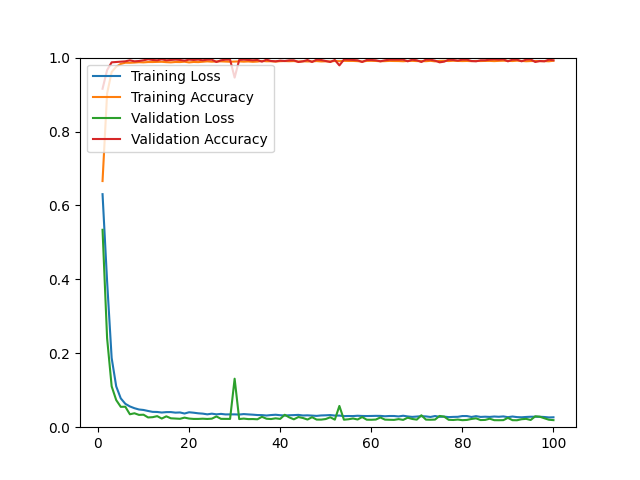 1.0
0.8
0.6
0.4
0.2
0.0
Training Loss
Training Accuracy
Validation Loss
Validation Accuracy
0 20 40 60 80 100